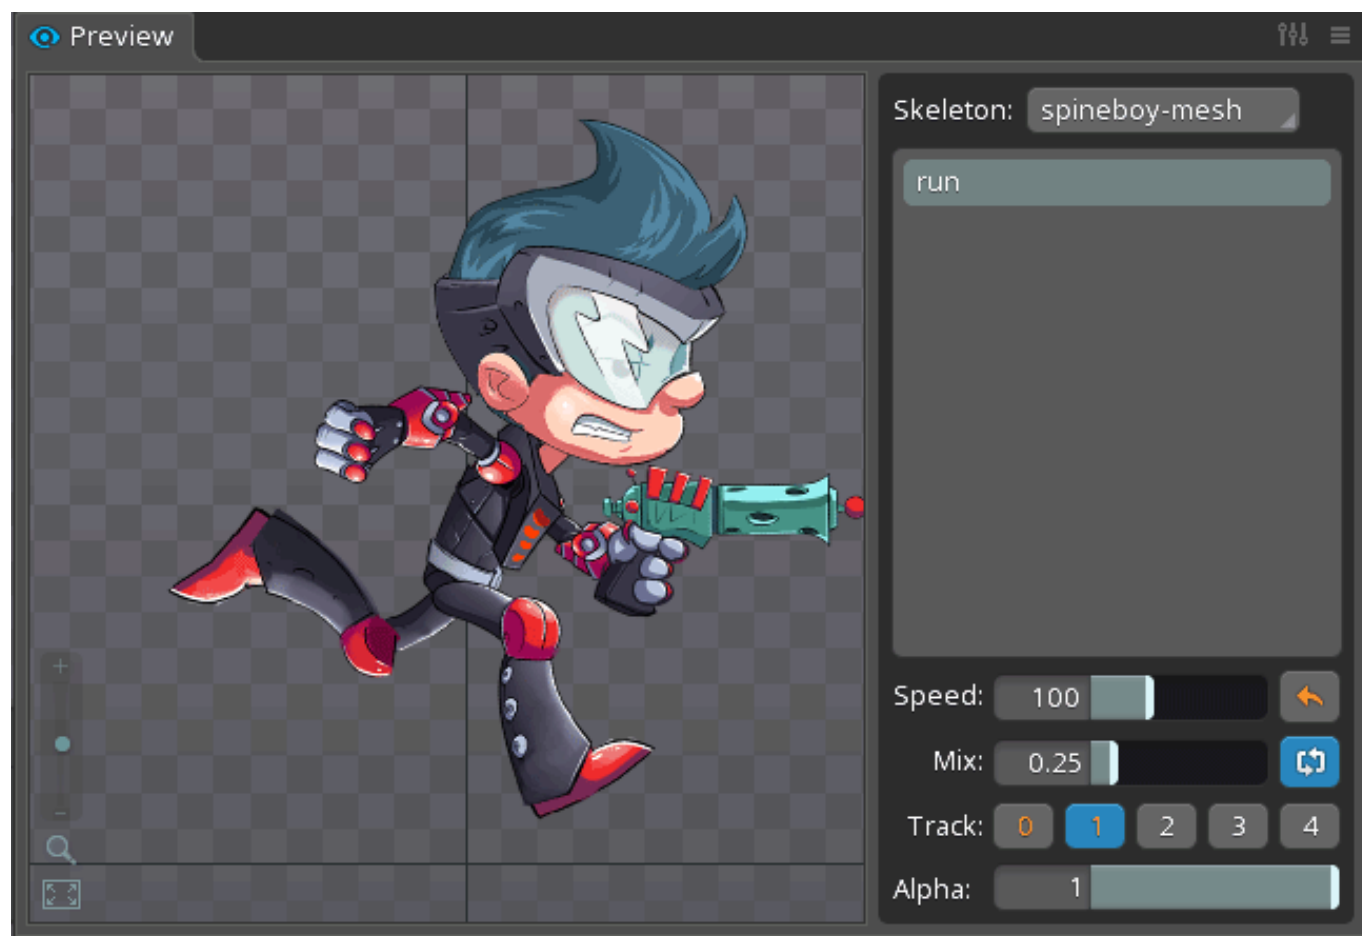 Preview
Skeleton: spineboy-mesh
run
Speed: 100
Mix: 0.25
Track: 0 1 2 3 4
Alpha: 1